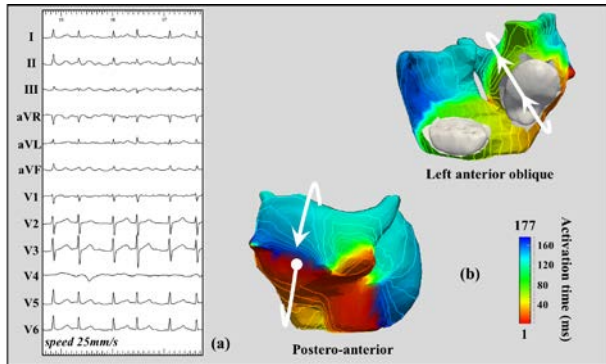 I
II
III
aVR
aVL
aVF
V1
V2
V3
V4
V5
V6
speed 25mm/s
(a)
Left anterior oblique
(b)
Postero-anterior
177
160
120
80
40
1
Activation time (ms)